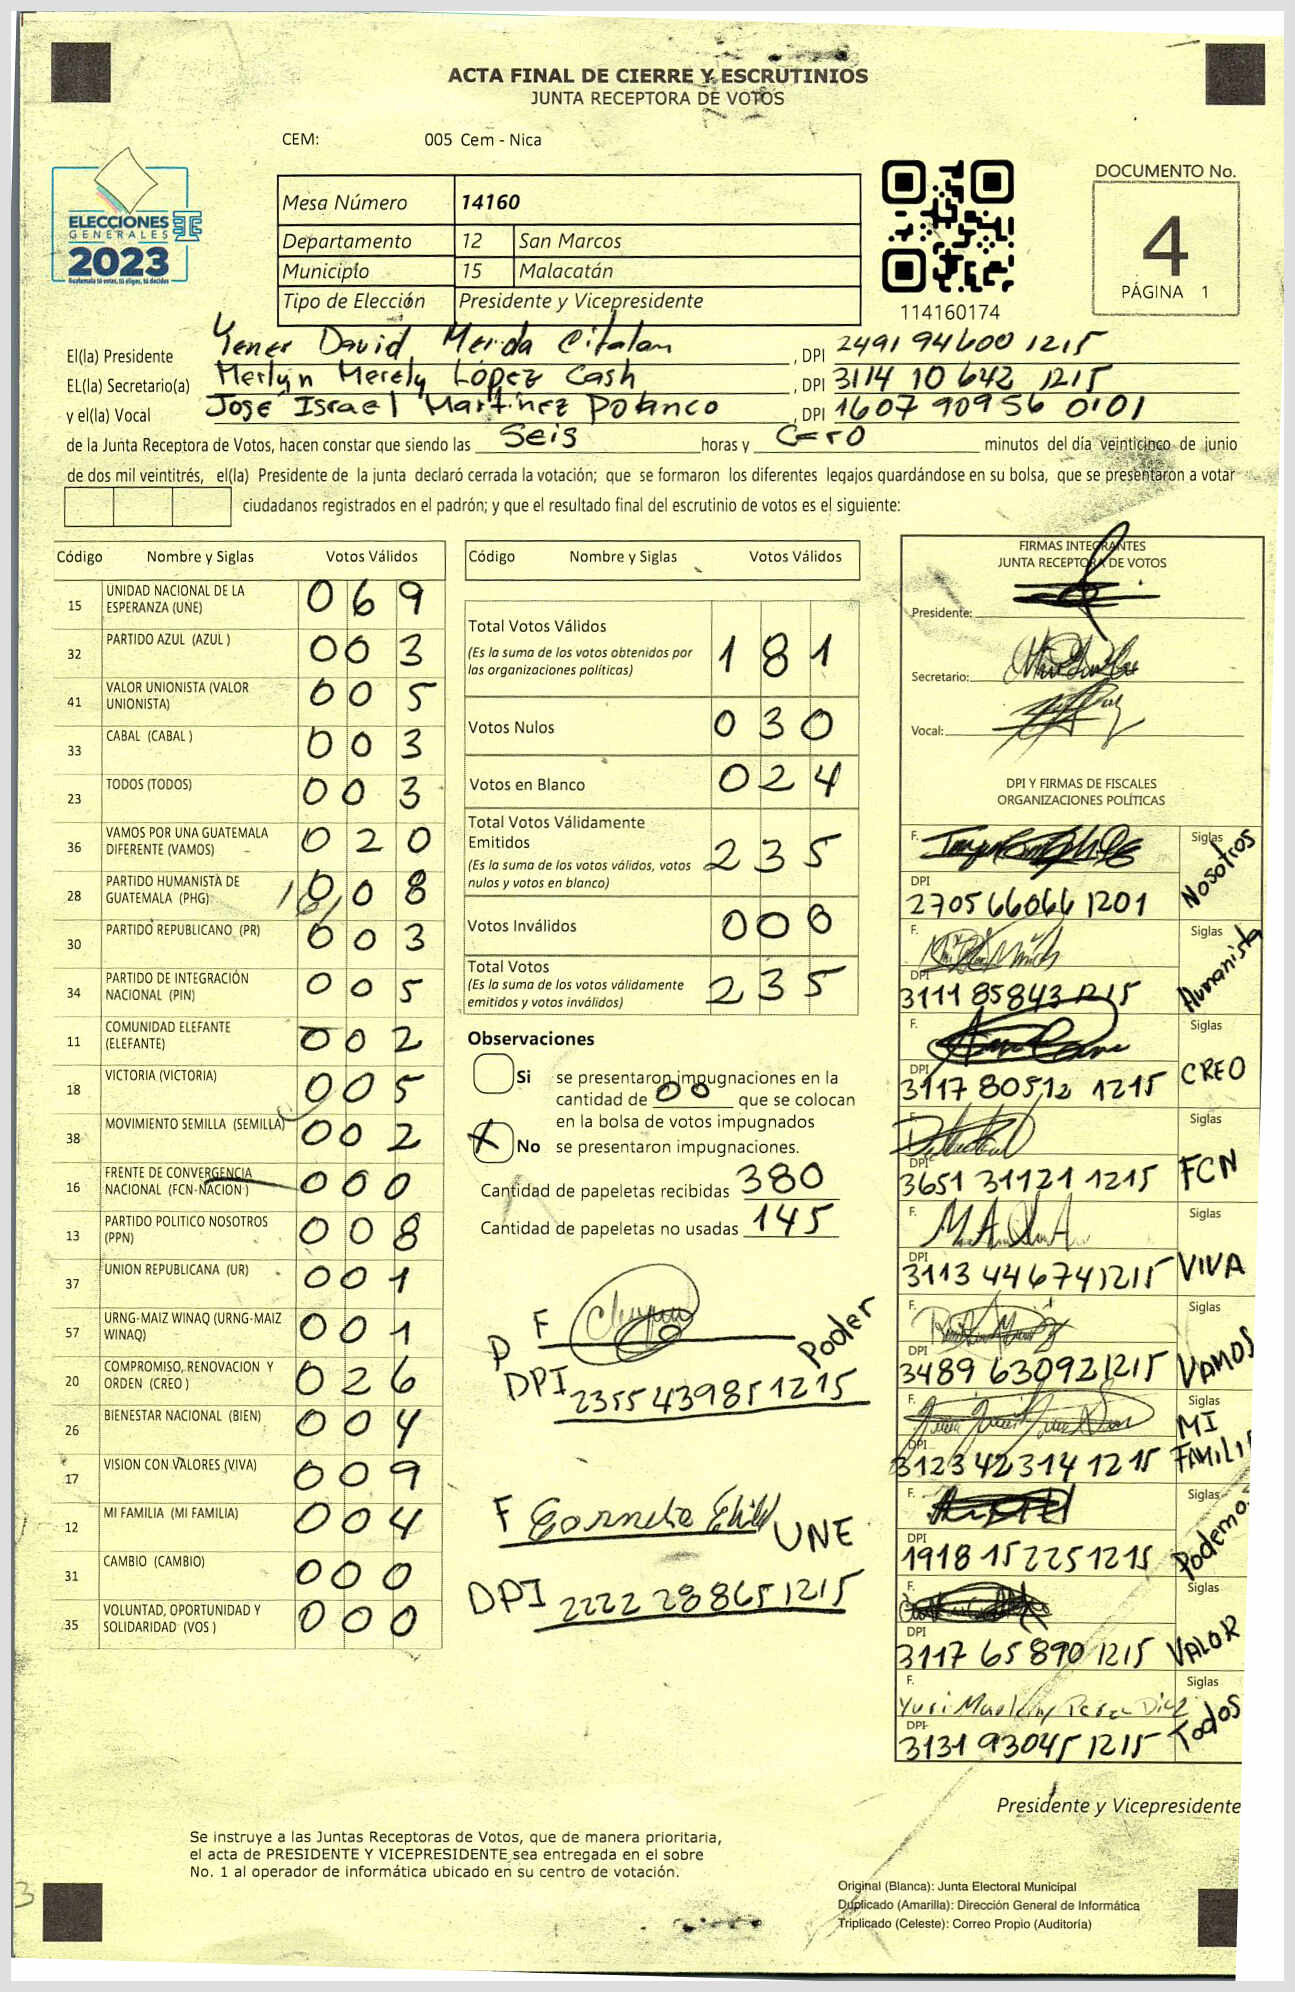 ACTA FINAL DE CIERRE Y ESCRUTINIOS
JUNTA RECEPTORA DE VOTOS
CEM: 005 Cem - Nica
ELECCIONES
GENERALES
2023
Guatemala tú votas, tú eliges, tú decides
Mesa Número 14160
Departamento 12 San Marcos
Municipio 15 Malacatán
Tipo de Elección Presidente y Vicepresidente
114160174
DOCUMENTO No.
4
PÁGINA 1
El(la) Presidente Yener David Merida Citalan, DPI 2491 94600 1215
EL(la) Secretario(a) Merlyn Merely López Cash, DPI 3114 10642 1215
y el(la) Vocal José Israel Martínez Polanco, DPI 1607 90956 0101
de la Junta Receptora de Votos, hacen constar que siendo las Seis horas y Cero minutos del día veinticinco de junio
de dos mil veintitrés, el(la) Presidente de la junta declaró cerrada la votación; que se formaron los diferentes legajos guardándose en su bolsa, que se presentaron a votar
ciudadanos registrados en el padrón; y que el resultado final del escrutinio de votos es el siguiente:
Código Nombre y Siglas Votos Válidos
15 UNIDAD NACIONAL DE LA ESPERANZA (UNE) 069
32 PARTIDO AZUL (AZUL ) 003
41 VALOR UNIONISTA (VALOR UNIONISTA) 005
33 CABAL (CABAL ) 003
23 TODOS (TODOS) 003
36 VAMOS POR UNA GUATEMALA DIFERENTE (VAMOS) 020
28 PARTIDO HUMANISTA DE GUATEMALA (PHG) 181 008
30 PARTIDO REPUBLICANO (PR) 003
34 PARTIDO DE INTEGRACIÓN NACIONAL (PIN) 005
11 COMUNIDAD ELEFANTE (ELEFANTE) 002
18 VICTORIA (VICTORIA) 005
38 MOVIMIENTO SEMILLA (SEMILLA) 002
16 FRENTE DE CONVERGENCIA NACIONAL (FCN-NACION ) 000
13 PARTIDO POLITICO NOSOTROS (PPN) 008
37 UNION REPUBLICANA (UR) 001
57 URNG-MAIZ WINAQ (URNG-MAIZ WINAQ) 001
20 COMPROMISO, RENOVACION Y ORDEN (CREO ) 026
26 BIENESTAR NACIONAL (BIEN) 004
17 VISION CON VALORES (VIVA) 009
12 MI FAMILIA (MI FAMILIA) 004
31 CAMBIO (CAMBIO) 000
35 VOLUNTAD, OPORTUNIDAD Y SOLIDARIDAD (VOS ) 000
Código Nombre y Siglas Votos Válidos
Total Votos Válidos 181
(Es la suma de los votos obtenidos por
las organizaciones políticas)
Votos Nulos 030
Votos en Blanco 024
Total Votos Válidamente
Emitidos 235
(Es la suma de los votos válidos, votos
nulos y votos en blanco)
Votos Inválidos 000
Total Votos 235
(Es la suma de los votos válidamente
emitidos y votos inválidos)
Observaciones
Si se presentaron impugnaciones en la
cantidad de 00 que se colocan
en la bolsa de votos impugnados
X No se presentaron impugnaciones.
Cantidad de papeletas recibidas 380
Cantidad de papeletas no usadas 145
F
P
Pooler
DPI 2355 43985 1215
F UNE
DPI 2222 28865 1215
FIRMAS INTEGRANTES
JUNTA RECEPTORA DE VOTOS
Presidente:
Secretario:
Vocal:
DPI Y FIRMAS DE FISCALES
ORGANIZACIONES POLÍTICAS
F. Siglas Nosotros
DPI 2705 66066 1201
F. Siglas Humanista
DPI 3111 85843 1215
F. Siglas CREO
DPI 3117 80512 1215
F. Siglas FCN
DPI 3651 31121 1215
F. Siglas VIVA
DPI 3113 44674 1215
F. Siglas VAMOS
DPI 3489 63092 1215
F. Siglas MI FAMILI
DPI 3123 42314 1215
F. Siglas Podemo
DPI 1918 15225 1215
F. Siglas VALOR
DPI 3117 65890 1215
F. Yuri Perez Diaz Siglas Todos
DPI 3131 93045 1215
Presidente y Vicepresidente
Se instruye a las Juntas Receptoras de Votos, que de manera prioritaria,
el acta de PRESIDENTE Y VICEPRESIDENTE sea entregada en el sobre
No. 1 al operador de informática ubicado en su centro de votación.
Original (Blanca): Junta Electoral Municipal
Duplicado (Amarilla): Dirección General de Informática
Triplicado (Celeste): Correo Propio (Auditoría)
3